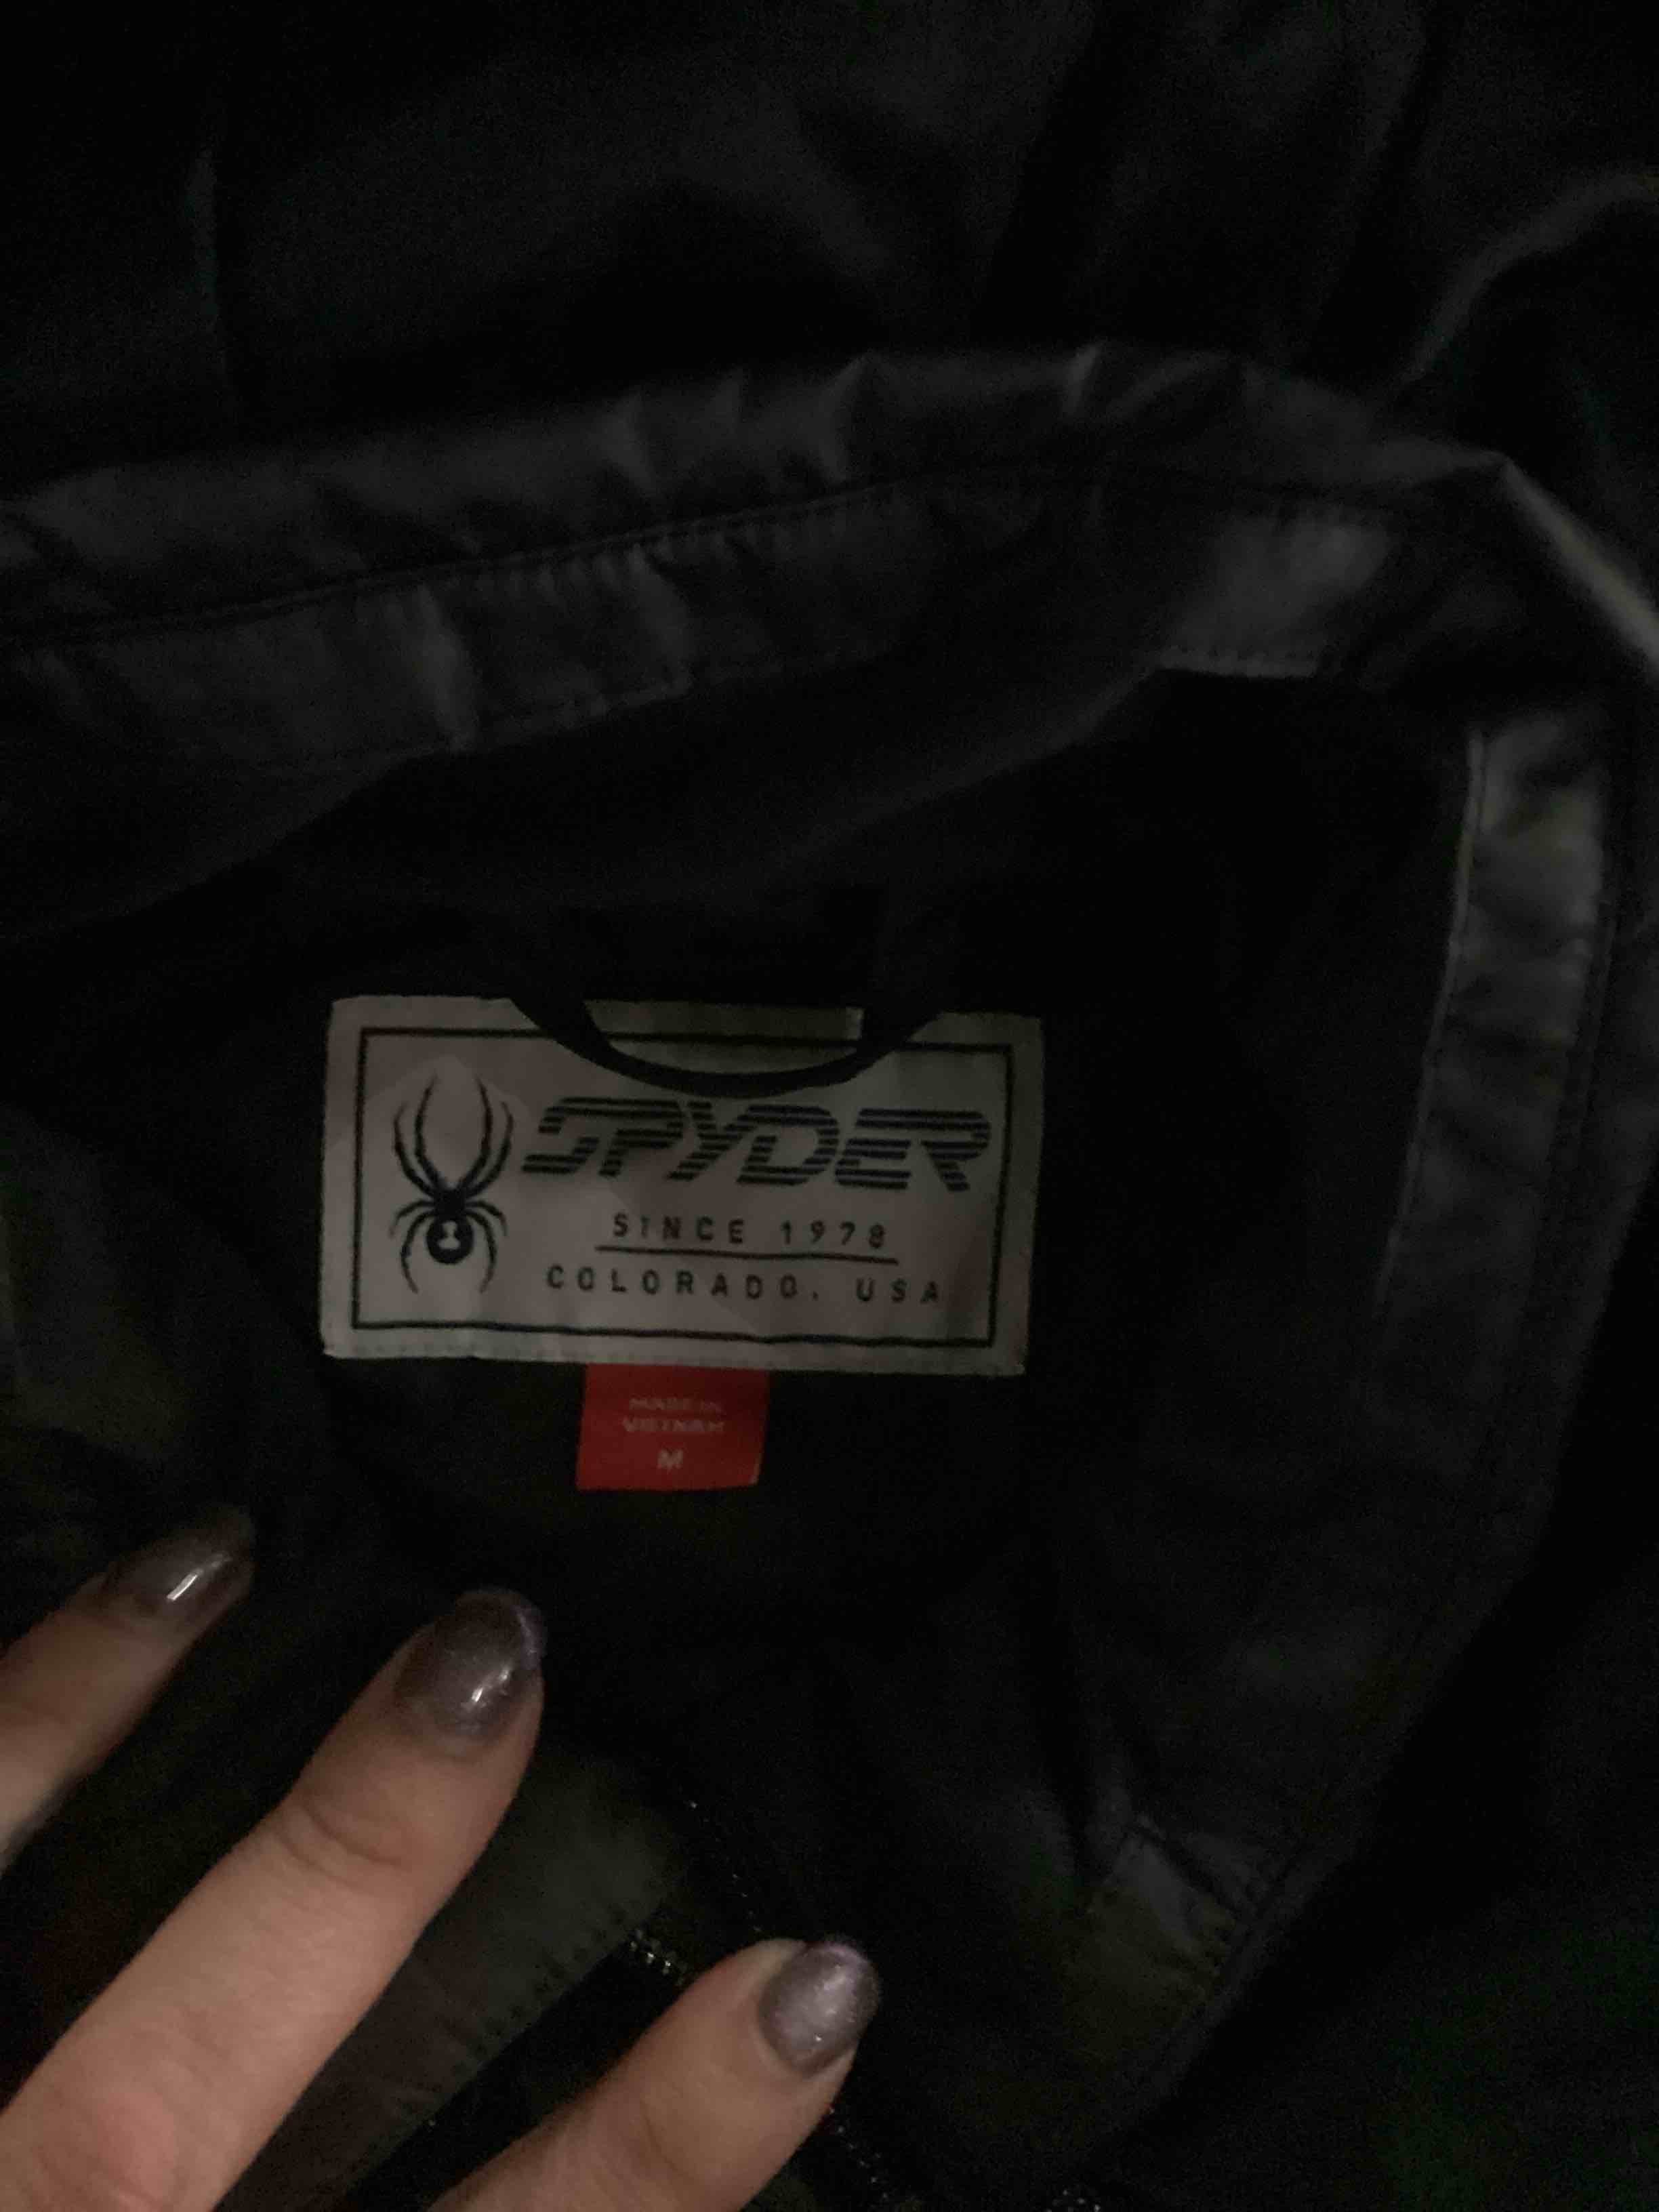 SPYDER
SINCE 1978
COLORADO, USA
MADE IN
VIETNAM
M